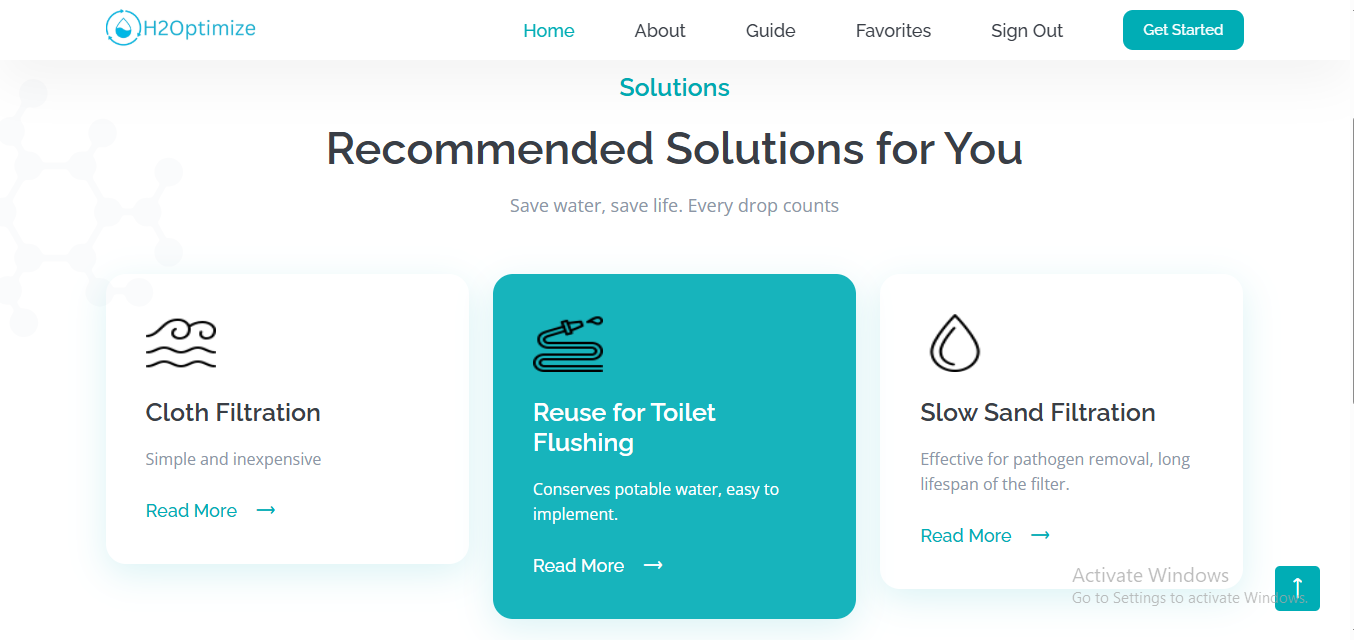 H2Optimize
Home
About
Guide
Favorites
Sign Out
Get Started
Solutions
Recommended Solutions for You
Save water, save life. Every drop counts
Cloth Filtration
Simple and inexpensive
Read More
Reuse for Toilet
Flushing
Conserves potable water, easy to
implement.
Read More
Slow Sand Filtration
Effective for pathogen removal, long
lifespan of the filter.
Read More
Activate Windows
Go to Settings to activate Windows.